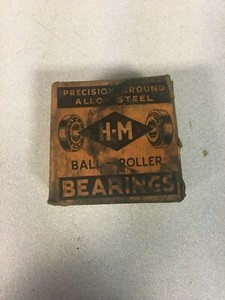 PRECISION GROUND
ALLOY STEEL
H-M
BALL-ROLLER
BEARINGS